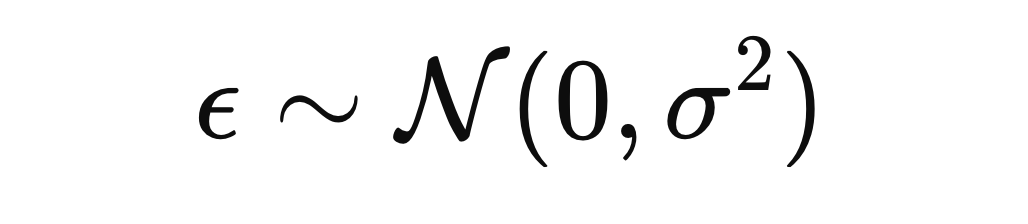 ϵ ∼ 𝒩(0, σ²)